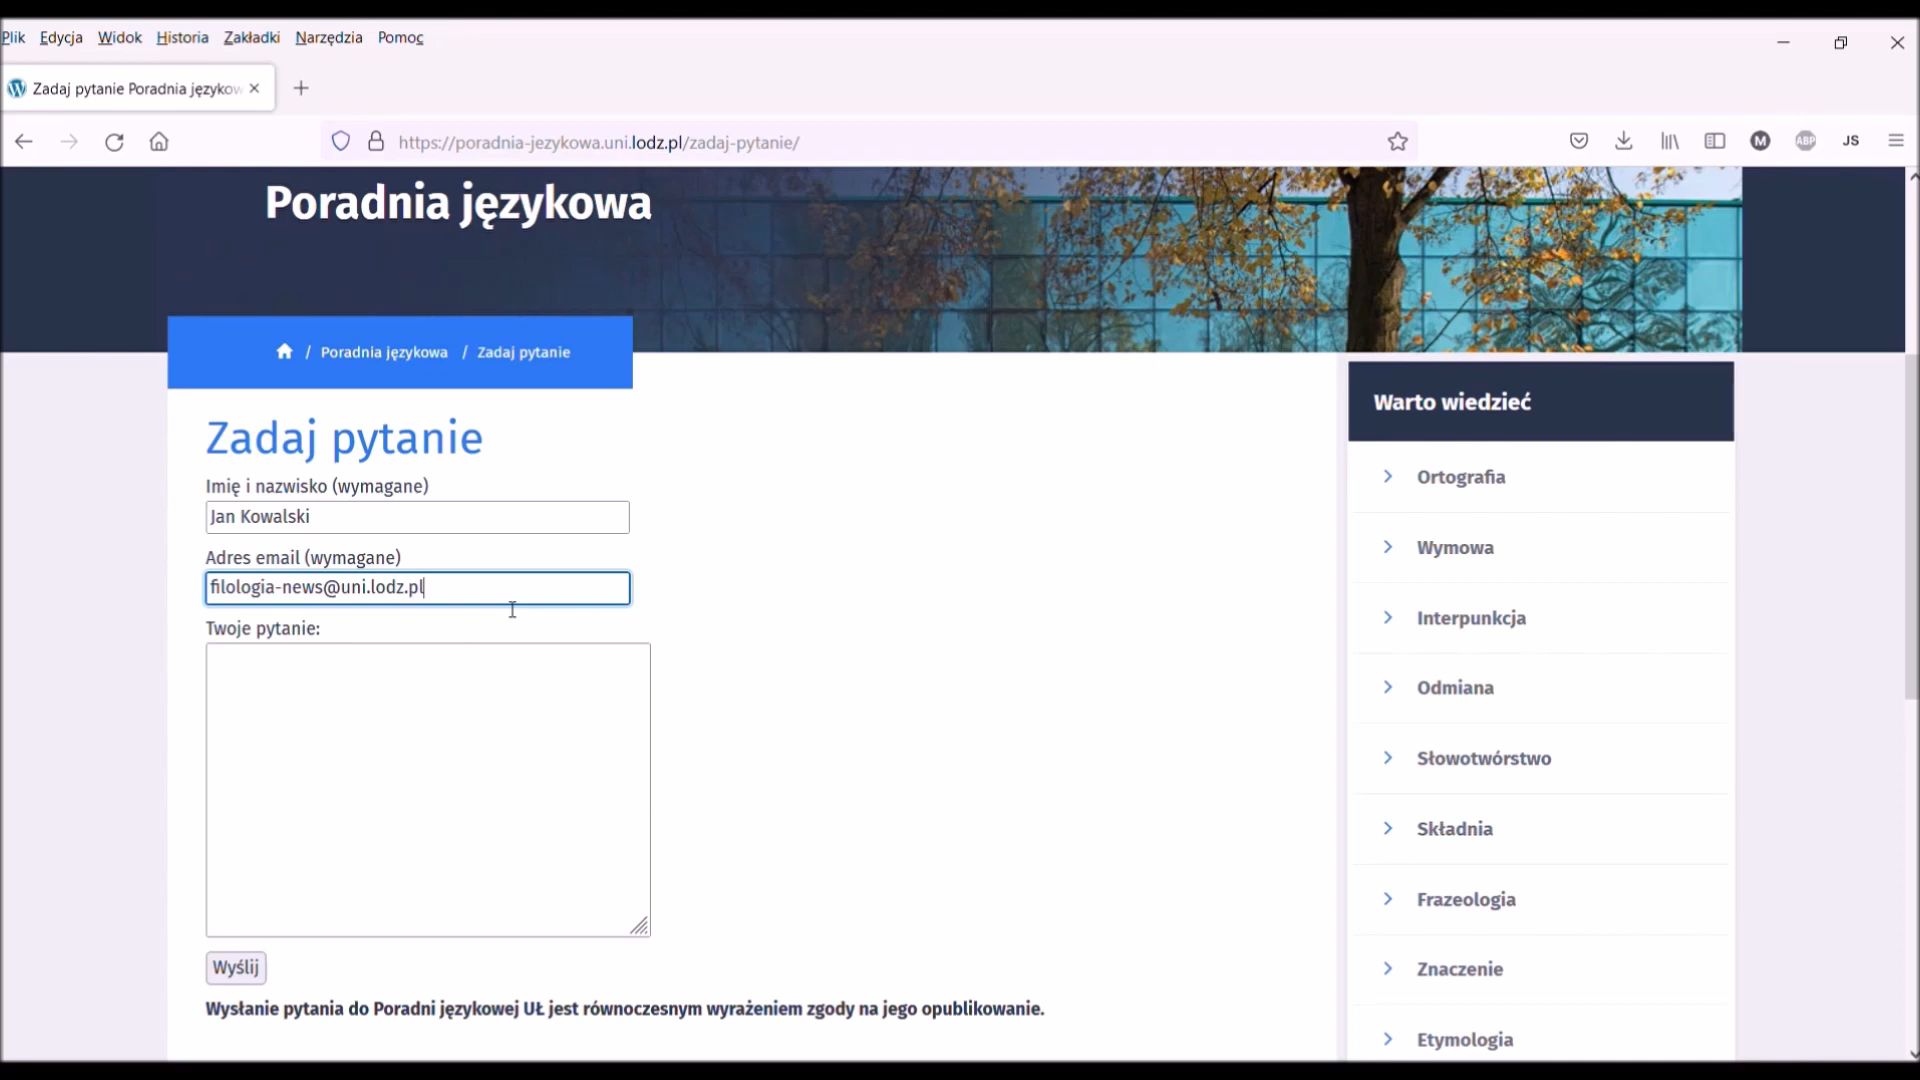 Plik Edycja Widok Historia Zakładki Narzędzia Pomoc
Zadaj pytanie Poradnia językow
https://poradnia-jezykowa.uni.lodz.pl/zadaj-pytanie/
M ABP JS
Poradnia językowa
/ Poradnia językowa / Zadaj pytanie
Zadaj pytanie
Imię i nazwisko (wymagane)
Jan Kowalski
Adres email (wymagane)
filologia-news@uni.lodz.pl
Twoje pytanie:
Wyślij
Wysłanie pytania do Poradni językowej UŁ jest równoczesnym wyrażeniem zgody na jego opublikowanie.
Warto wiedzieć
Ortografia
Wymowa
Interpunkcja
Odmiana
Słowotwórstwo
Składnia
Frazeologia
Znaczenie
Etymologia